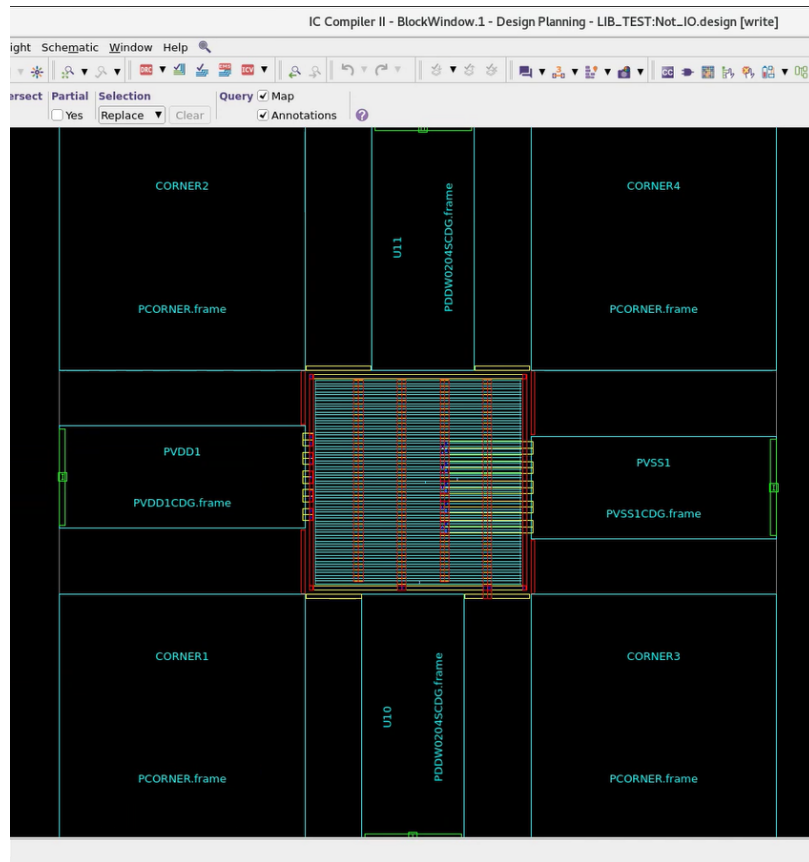 IC Compiler II - BlockWindow.1 - Design Planning - LIB_TEST:Not_IO.design [write]
ight Schematic Window Help
ersect Partial Selection Query Map
Yes Replace Clear Annotations
CORNER2
CORNER4
U11
PDDW0204SCDG.frame
PCORNER.frame
PCORNER.frame
PVDD1
PVSS1
PVDD1CDG.frame
PVSS1CDG.frame
CORNER1
CORNER3
U10
PDDW0204SCDG.frame
PCORNER.frame
PCORNER.frame